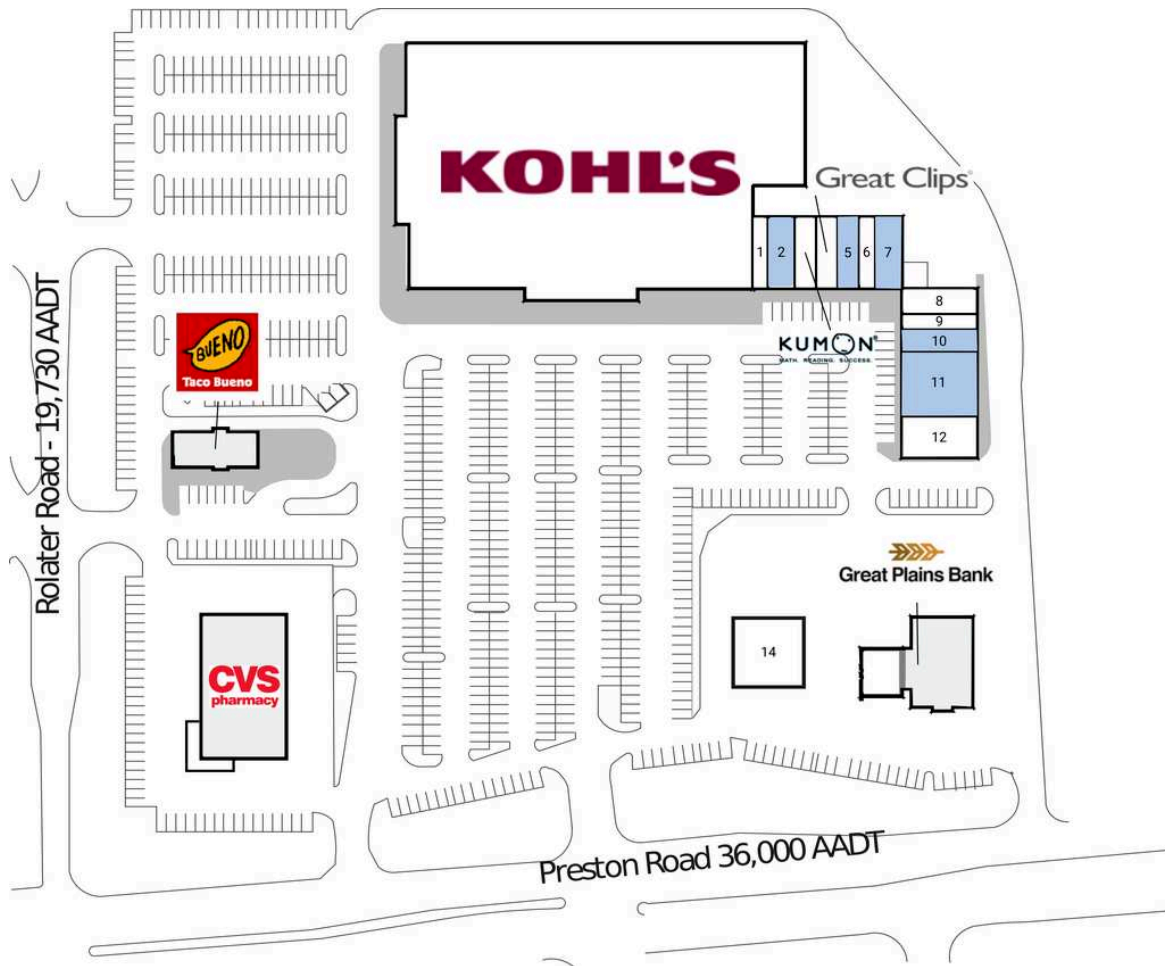 KOHL'S
Great Clips
1
2
5
6
7
8
9
10
11
12
KUMON
MATH. READING. SUCCESS.
BUENO
Taco Bueno
Rolater Road - 19,730 AADT
Great Plains Bank
14
CVS
pharmacy
Preston Road 36,000 AADT